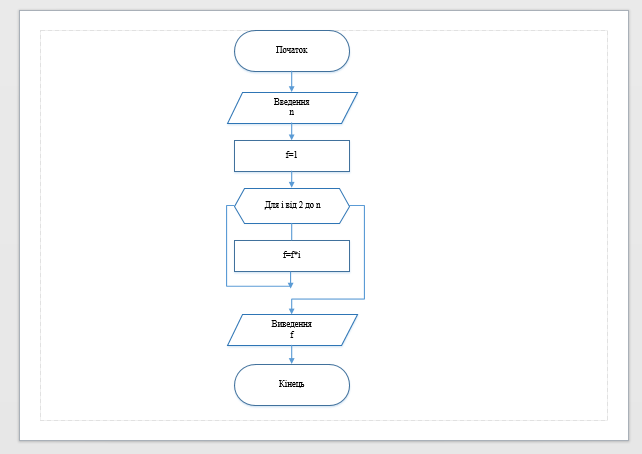 Початок
Введення
n
f=1
Для i від 2 до n
f=f*i
Виведення
f
Кінець